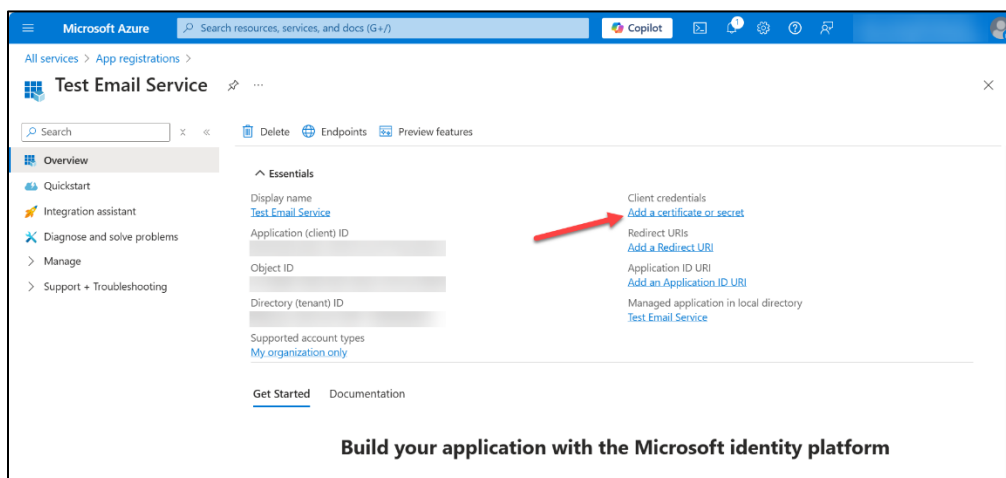 Microsoft Azure
Search resources, services, and docs (G+/)
Copilot
1
All services > App registrations >
Test Email Service
Search
Delete
Endpoints
Preview features
Overview
Quickstart
Integration assistant
Diagnose and solve problems
Manage
Support + Troubleshooting
Essentials
Display name
Test Email Service
Application (client) ID
Object ID
Directory (tenant) ID
Supported account types
My organization only
Client credentials
Add a certificate or secret
Redirect URIs
Add a Redirect URI
Application ID URI
Add an Application ID URI
Managed application in local directory
Test Email Service
Get Started
Documentation
Build your application with the Microsoft identity platform